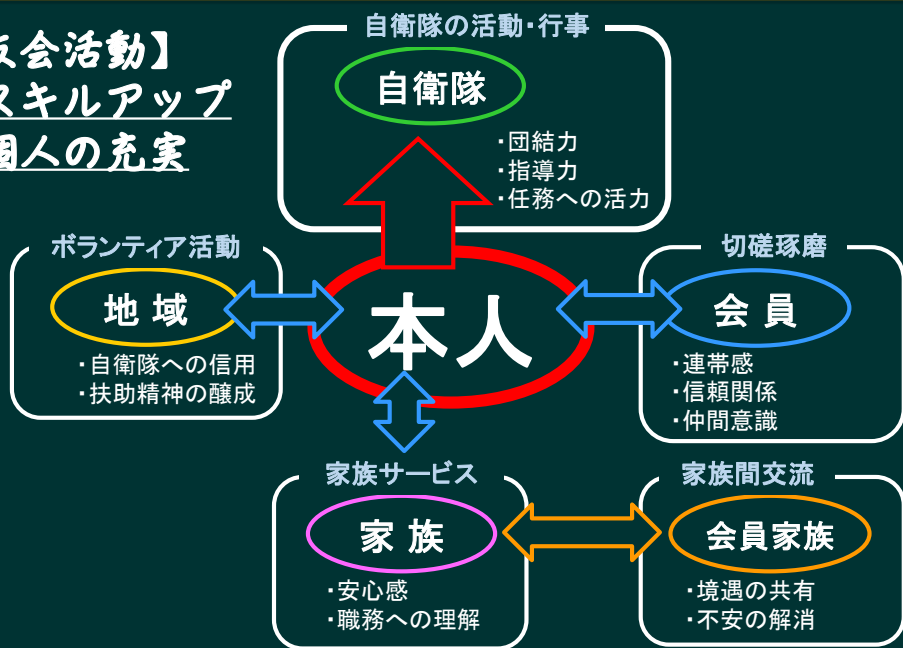 会活動】
スキルアップ
個人の充実
自衛隊の活動・行事
自衛隊
・団結力
・指導力
・任務への活力
ボランティア活動
地域
・自衛隊への信用
・扶助精神の醸成
本人
切磋琢磨
会員
・連帯感
・信頼関係
・仲間意識
家族サービス
家族
・安心感
・職務への理解
家族間交流
会員家族
・境遇の共有
・不安の解消